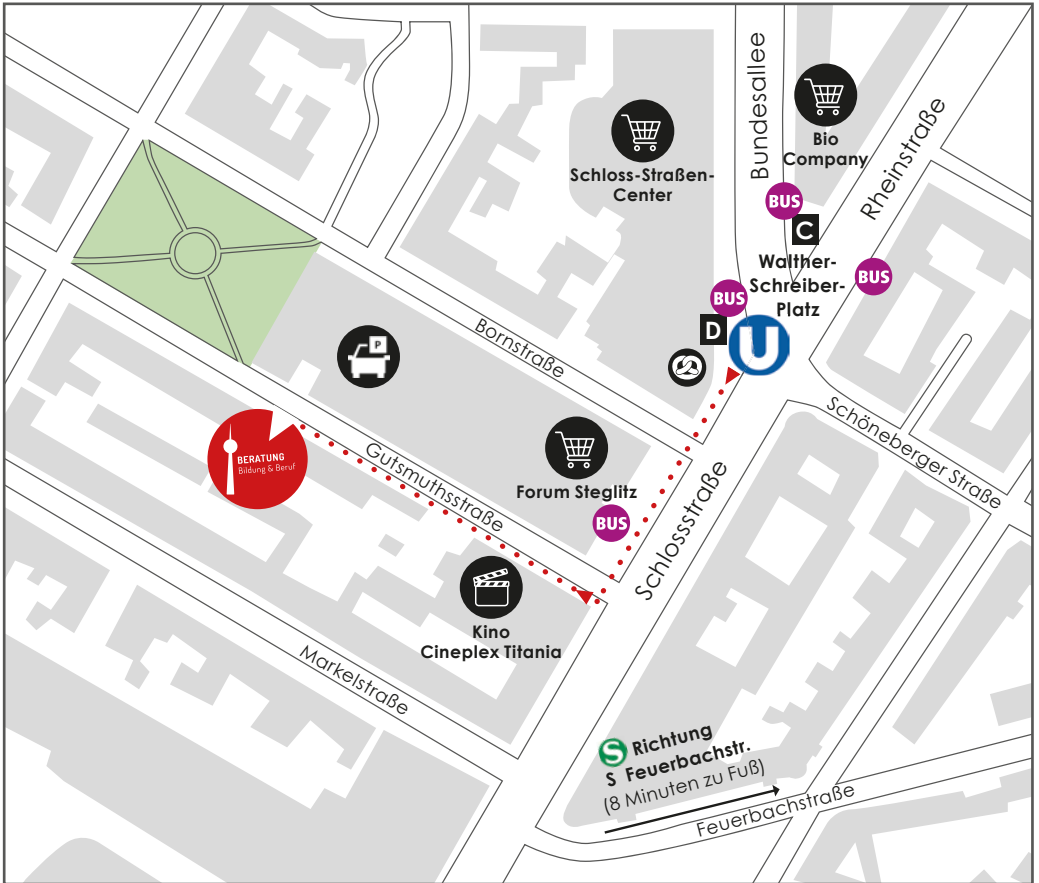 Bundesallee
Bio
Company
Rheinstraße
Schloss-Straßen-
Center
BUS
C
Walther-
Schreiber-
Platz
BUS
BUS
D
U
P
Bornstraße
Schöneberger Straße
BERATUNG
Bildung & Beruf
Gutsmuthsstraße
Forum Steglitz
BUS
Schlossstraße
Kino
Cineplex Titania
Markelstraße
S Richtung
S Feuerbachstr.
(8 Minuten zu Fuß)
Feuerbachstraße